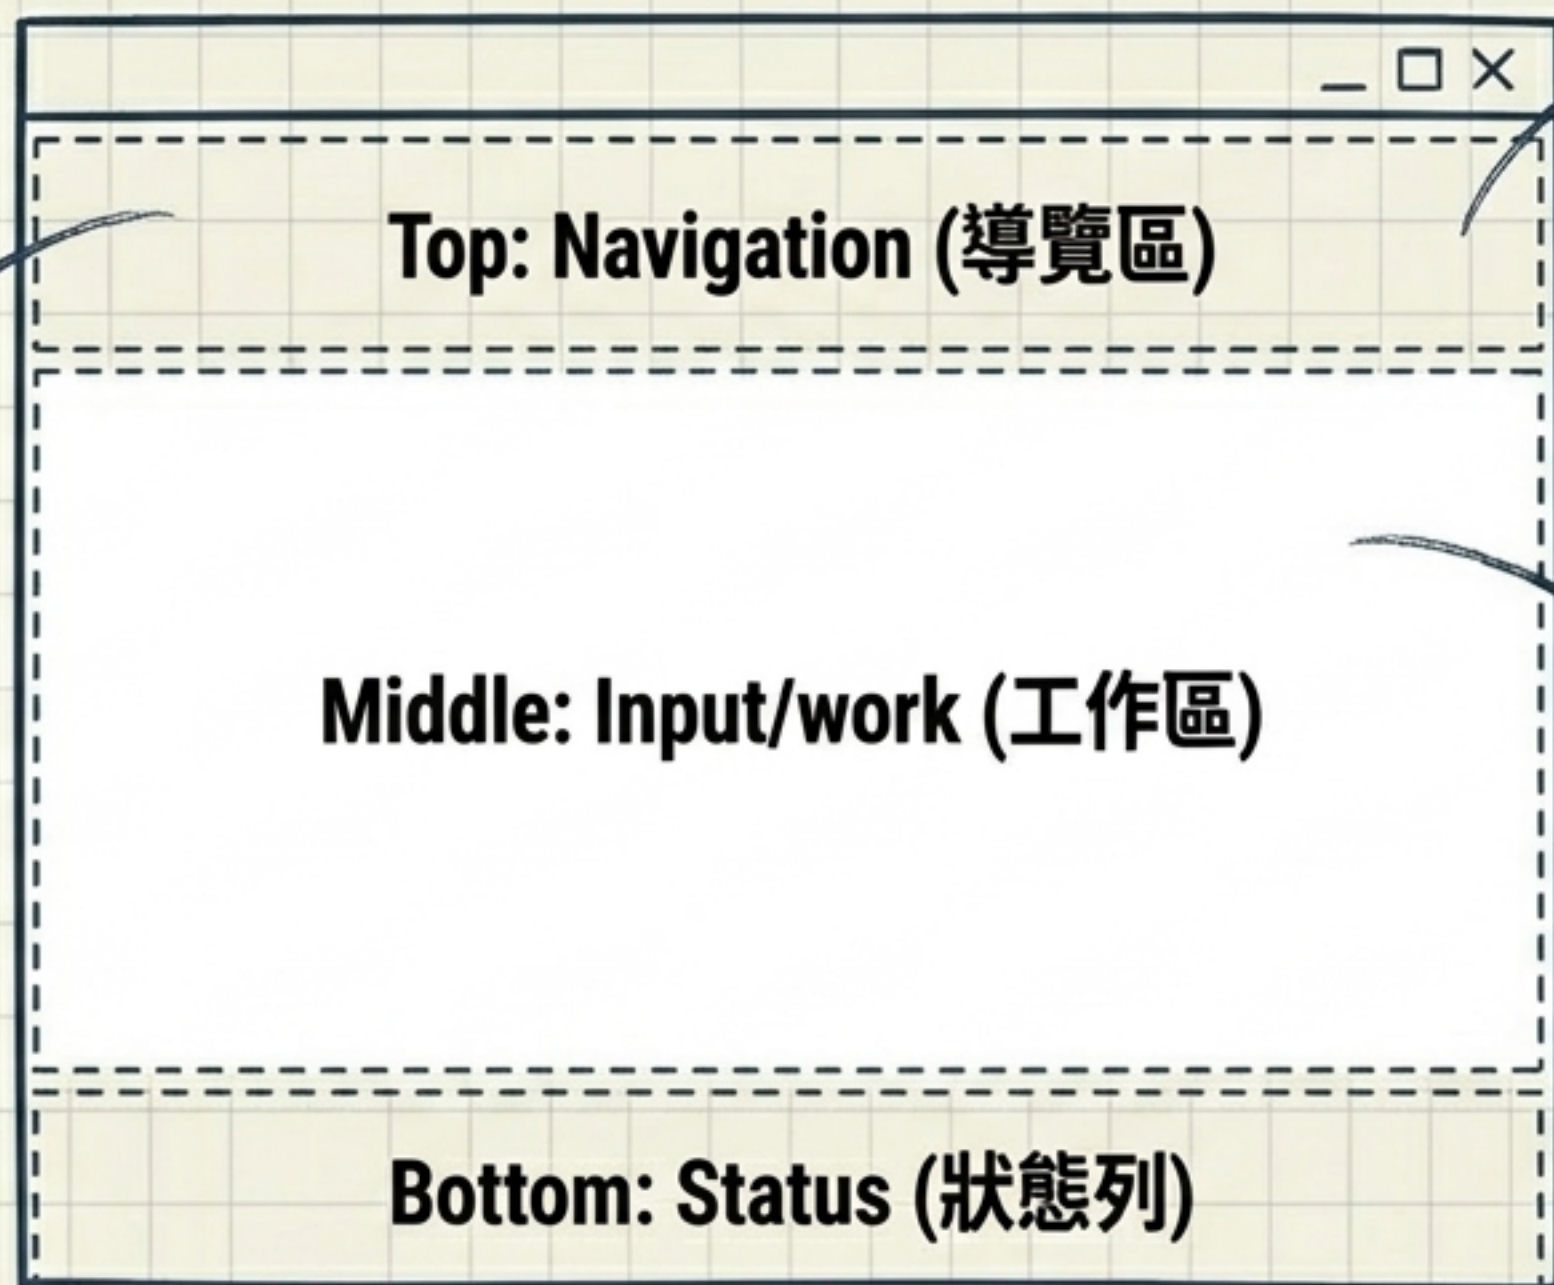 Top: Navigation (導覽區)
Middle: Input/work (工作區)
Bottom: Status (狀態列)